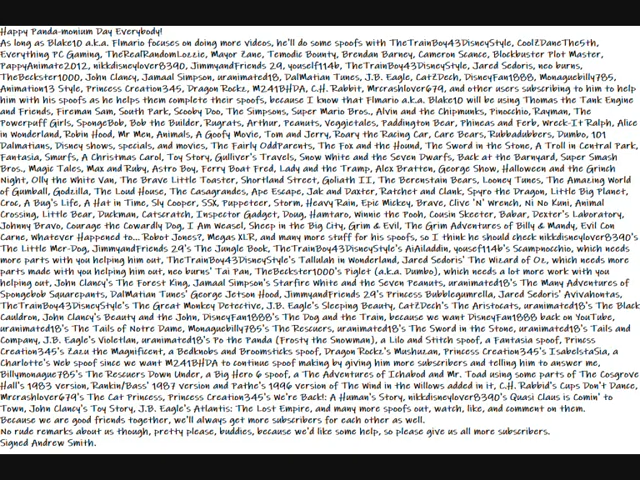 Happy Panda-monium Day Everybody!
As long as Blake10 a.k.a. Flmario focuses on doing more videos, he'll do some spoofs with TheTrainBoy43DisneyStyle, CoolZDaneThe5th,
Everything PC Gaming, TheRealRandomLizzie, Mayor Zane, Temodic Bounty, Brendan Barney, Cameron Scance, Blockbuster Plot Master,
PappyAnimate2012, nikkdisneylover8390, JimmyandFriends 29, youself114b, TheTrainBoy43DisneyStyle, Jared Sedoris, neo burns,
TheBeckster1000, John Clancy, Jamaal Simpson, uranimated18, DalMatian Tunes, J.B. Eagle, CatZDech, DisneyFan1888, Monaguebilly785,
Animation13 Style, Princess Creation345, Dragon Rockz, M241BHDA, C.H. Rabbit, Mrcrashlover679, and other users subscribing to him to help
him with his spoofs as he helps them complete their spoofs, because I know that Flmario a.k.a. Blake10 will be using Thomas the Tank Engine
and Friends, Fireman Sam, South Park, Scooby Doo, The Simpsons, Super Mario Bros., Alvin and the Chipmunks, Pinocchio, Rayman, The
Powerpuff Girls, SpongeBob, Bob the Builder, Rugrats, Arthur, Peanuts, Veggietales, Paddington Bear, Phineas and Ferb, Wreck-I Ralph, Alice
in Wonderland, Robin Hood, Mr Men, Animals, A Goofy Movie, Tom and Jerry, Roary the Racing Car, Care Bears, Rubbadubbers, Dumbo, 101
Dalmatians, Disney shows, specials, and movies, The Fairly OddParents, The Fox and the Hound, The Sword in the Stone, A Troll in Central Park,
Fantasia, Smurfs, A Christmas Carol, Toy Story, Gulliver's Travels, Snow White and the Seven Dwarfs, Back at the Barnyard, Super Smash
Bros., Magic Tales, Max and Ruby, Astro Boy, Ferry Boat Fred, Lady and the Tramp, Alex Bratten, George Shaw, Halloween and the Grinch
Night, Olly the White Van, The Brave Little Toaster, Shortland Street, Goliath II, The Berenstain Bears, Looney Tunes, The Amazing World
of Gumball, Godzilla, The Loud House, The Casagrandes, Ape Escape, Jak and Daxter, Ratchet and Clank, Spyro the Dragon, Little Big Planet,
Croc, A Bug's Life, A Hat in Time, Sly Cooper, SSX, Puppeteer, Storm, Heavy Rain, Epic Mickey, Brave, Clive 'N' Wrench, Ni No Kuni, Animal
Crossing, Little Bear, Duckman, Catscratch, Inspector Gadget, Doug, Hamtaro, Winnie the Pooh, Cousin Skeeter, Babar, Dexter's Laboratory,
Johnny Bravo, Courage the Cowardly Dog, I Am Weasel, Sheep in the Big City, Grim & Evil, The Grim Adventures of Billy & Mandy, Evil Con
Carne, Whatever Happened to... Robot Jones?, Megas XLR, and many more stuff for his spoofs, so I think he should check nikkdisneylover8390's
The Little Mer-Dog, JimmyandFriends 29's The Jungle Book, TheTrainBoy43DisneyStyle's AhAladdin, youself114b's Scampnocchio, which needs
more parts with you helping him out, TheTrainBoy43DisneyStyle's Tallulah in Wonderland, Jared Sedoris' The Wizard of Oz, which needs more
parts made with you helping him out, neo burns' Tai Pan, TheBeckster1000's Piglet (a.k.a. Dumbo), which needs a lot more work with you
helping out, John Clancy's The Forest King, Jamaal Simpson's Starfire White and the Seven Peanuts, uranimated18's The Many Adventures of
Spongebob Squarepants, DalMatian Tunes' George Jetson Hood, JimmyandFriends 29's Princess Bubblegumrella, Jared Sedoris' Avivahontas,
TheTrainBoy43DisneyStyle's The Great Monkey Detective, J.B. Eagle's Sleeping Beauty, CatZDech's The Aristocrats, uranimated18's The Black
Cauldron, John Clancy's Beauty and the John, DisneyFan1888's The Dog and the Train, because we want DisneyFan1888 back on YouTube,
uranimated18's The Tails of Notre Dame, Monaguebilly785's The Rescuers, uranimated18's The Sword in the Stone, uranimated18's Tails and
Company, J.B. Eagle's Violetlan, uranimated18's Po the Panda (Frosty the Snowman), a Lilo and Stitch spoof, a Fantasia spoof, Princess
Creation345's Zazu the Magnificent, a Bedknobs and Broomsticks spoof, Dragon Rockz's Mushuzan, Princess Creation345's IsabelstaSia, a
Charlotte's Web spoof since we want M241BHDA to continue spoof making by giving him more subscribers and telling him to answer me,
Billymonague785's The Rescuers Down Under, a Big Hero 6 spoof, a The Adventures of Ichabod and Mr. Toad using some parts of The Cosgrove
Hall's 1983 version, Rankin/Bass' 1987 version and Pathe's 1996 version of The Wind in the Willows added in it, C.H. Rabbid's Cups Don't Dance,
Mrcrashlover679's The Cat Princess, Princess Creation345's We're Back!: A Human's Story, nikkdisneylover8390's Quasi Claus is Comin' to
Town, John Clancy's Toy Story, J.B. Eagle's Atlantis: The Lost Empire, and many more spoofs out, watch, like, and comment on them.
Because we are good friends together, we'll always get more subscribers for each other as well.
No rude remarks about us though, pretty please, buddies, because we'd like some help, so please give us all more subscribers.
Signed Andrew Smith.